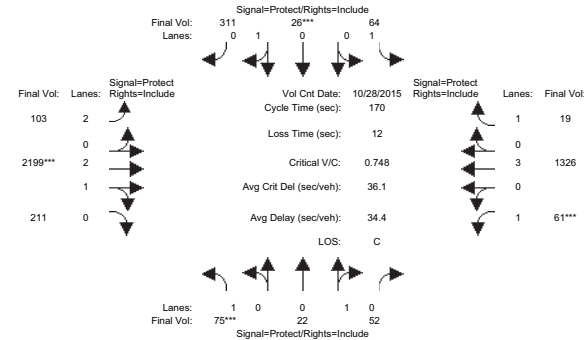 Signal=Protect/Rights=Include
Final Vol: 311 26*** 64
Lanes: 0 1 0 0 1
Signal=Protect Signal=Protect
Final Vol: Lanes: Rights=Include Vol Cnt Date: 10/28/2015 Rights=Include Lanes: Final Vol:
Cycle Time (sec): 170
103 2 1 19
Loss Time (sec): 12
0 0
2199*** 2 Critical V/C: 0.748 3 1326
1 Avg Crit Del (sec/veh): 36.1 0
211 0 Avg Delay (sec/veh): 34.4 1 61***
LOS: C
Lanes: 1 0 0 1 0
Final Vol: 75*** 22 52
Signal=Protect/Rights=Include